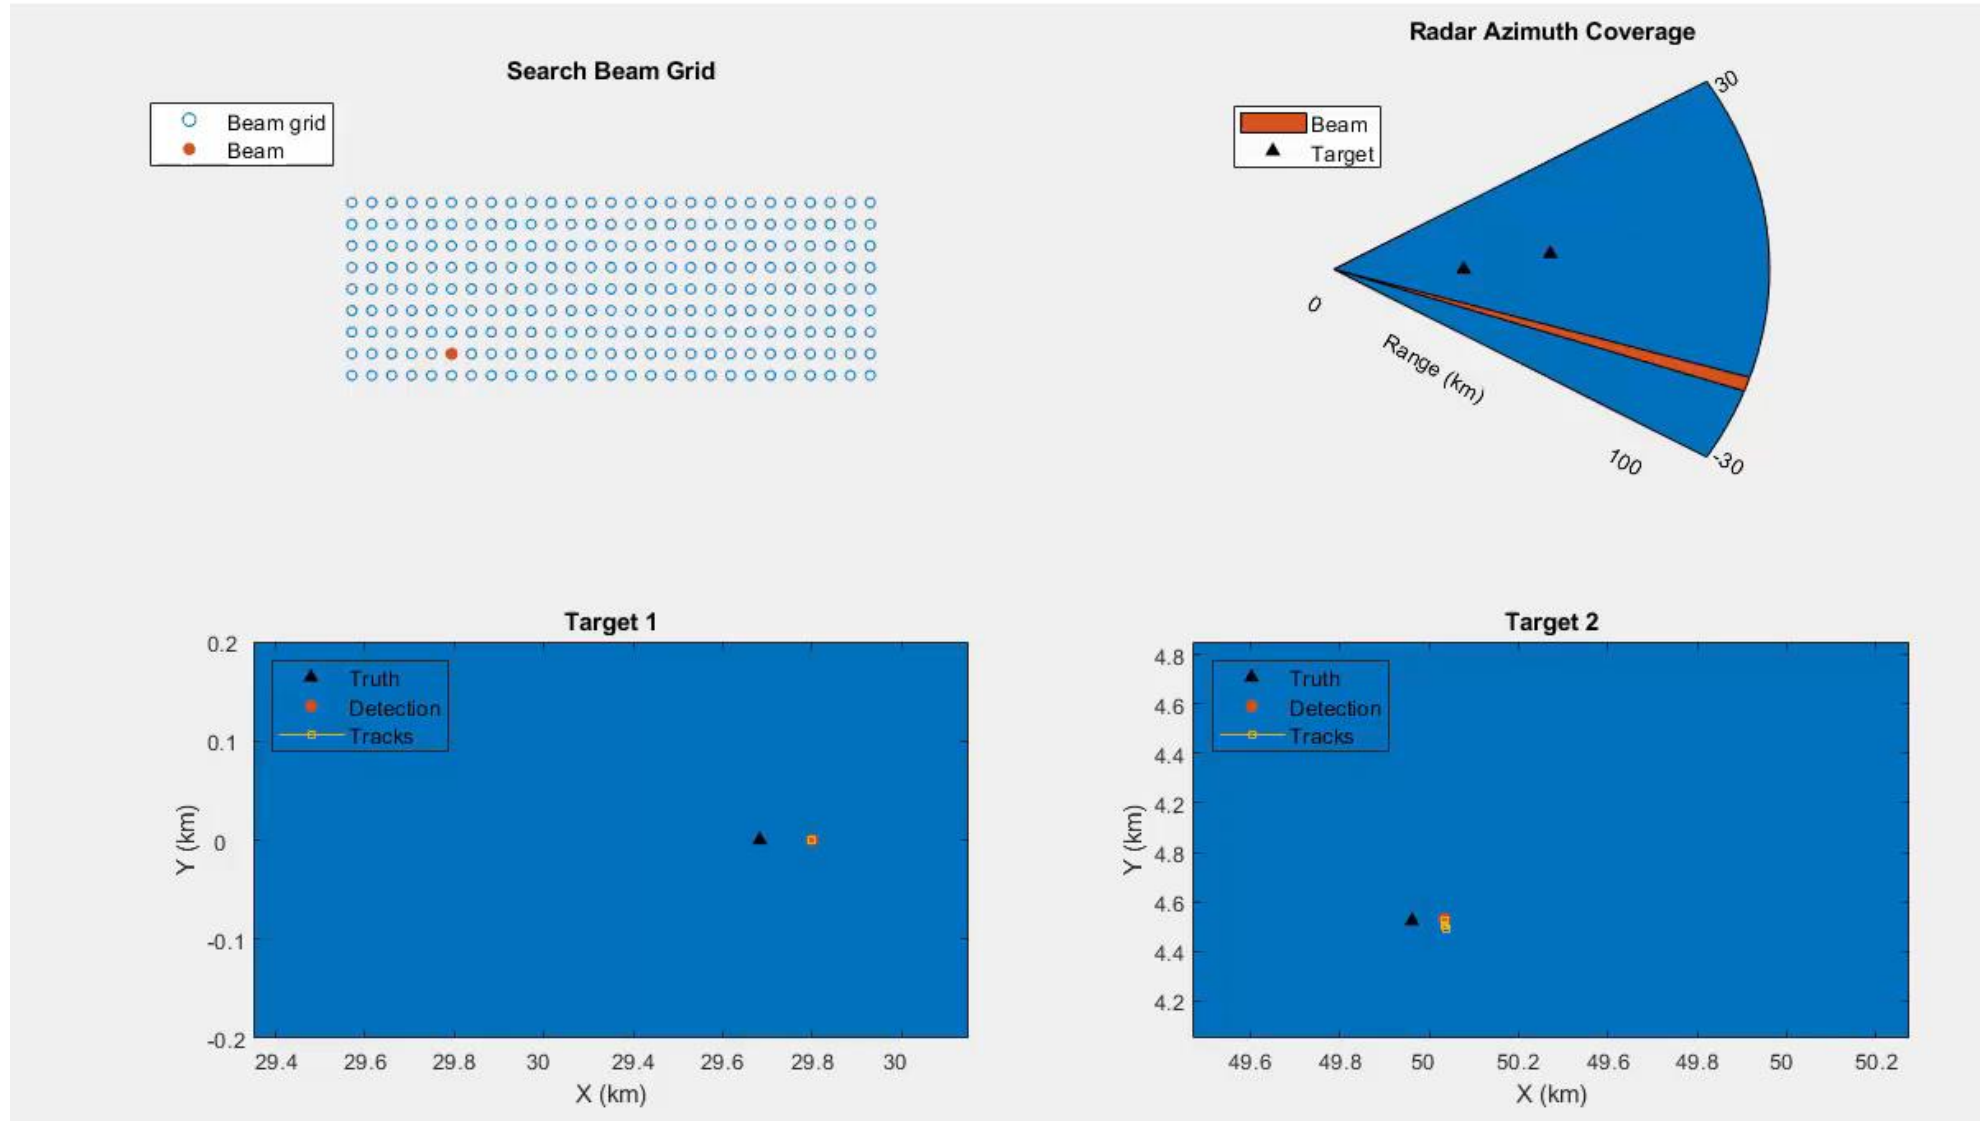 Search Beam Grid
Beam grid
Beam
Radar Azimuth Coverage
Beam
Target
30
0
Range (km)
100
-30
Target 1
Truth
Detection
Tracks
0.2
0.1
0
-0.1
-0.2
Y (km)
29.4 29.6 29.8 30 29.4 29.6 29.8 30
X (km)
Target 2
Truth
Detection
Tracks
4.8
4.6
4.4
4.2
4.8
4.6
4.4
4.2
Y (km)
49.6 49.8 50 50.2 49.6 49.8 50 50.2
X (km)